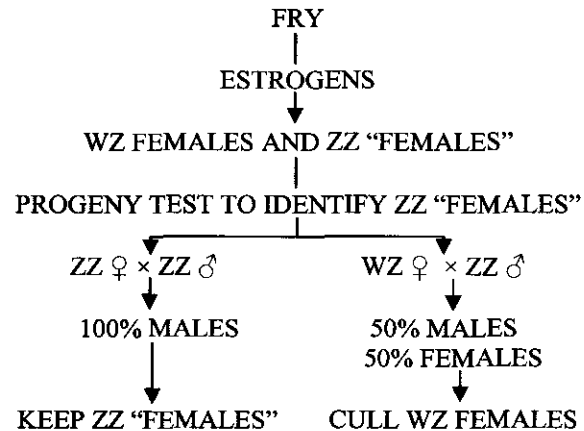 FRY
ESTROGENS
WZ FEMALES AND ZZ “FEMALES”
PROGENY TEST TO IDENTIFY ZZ “FEMALES”
ZZ ♀ × ZZ ♂
WZ ♀ × ZZ ♂
100% MALES
50% MALES
50% FEMALES
KEEP ZZ “FEMALES”
CULL WZ FEMALES